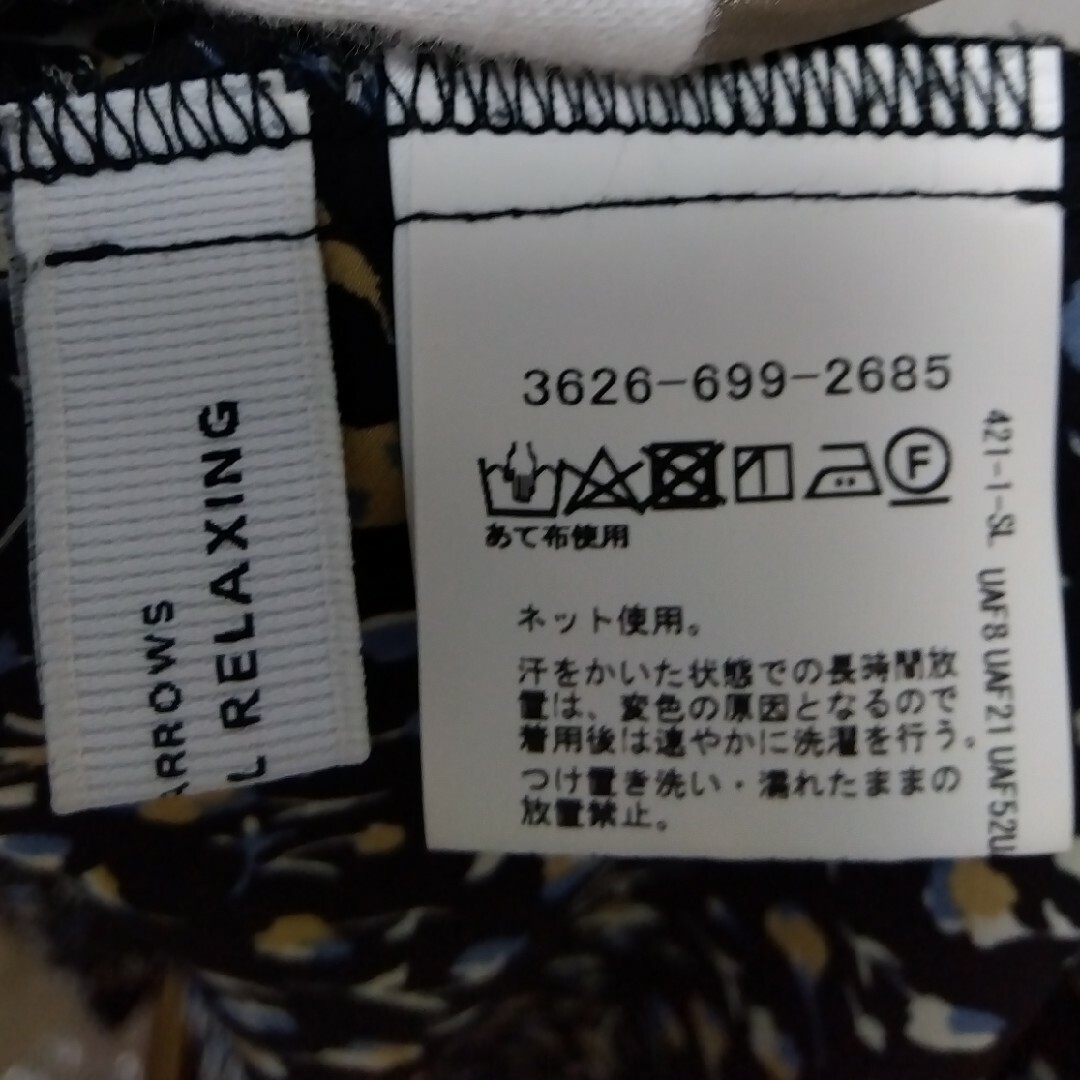 ARROWS
L RELAXING
3626-699-2685
F
あて布使用
ネット使用。
汗をかいた状態での長時間放
置は、変色の原因となるので
着用後は速やかに洗濯を行う。
つけ置き洗い・濡れたままの
放置禁止。
421-1-SL UAF8 UAF21 UAF52U